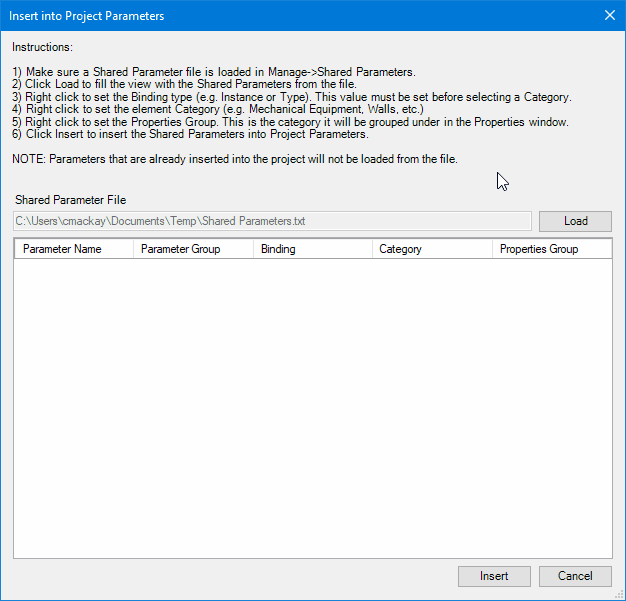 Insert into Project Parameters
Instructions:
1) Make sure a Shared Parameter file is loaded in Manage->Shared Parameters.
2) Click Load to fill the view with the Shared Parameters from the file.
3) Right click to set the Binding type (e.g. Instance or Type). This value must be set before selecting a Category.
4) Right click to set the element Category (e.g. Mechanical Equipment, Walls, etc.)
5) Right click to set the Properties Group. This is the category it will be grouped under in the Properties window.
6) Click Insert to insert the Shared Parameters into Project Parameters.
NOTE: Parameters that are already inserted into the project will not be loaded from the file.
Shared Parameter File
C:\Users\cmackay\Documents\Temp\Shared Parameters.txt Load
Parameter Name Parameter Group Binding Category Properties Group
Insert Cancel